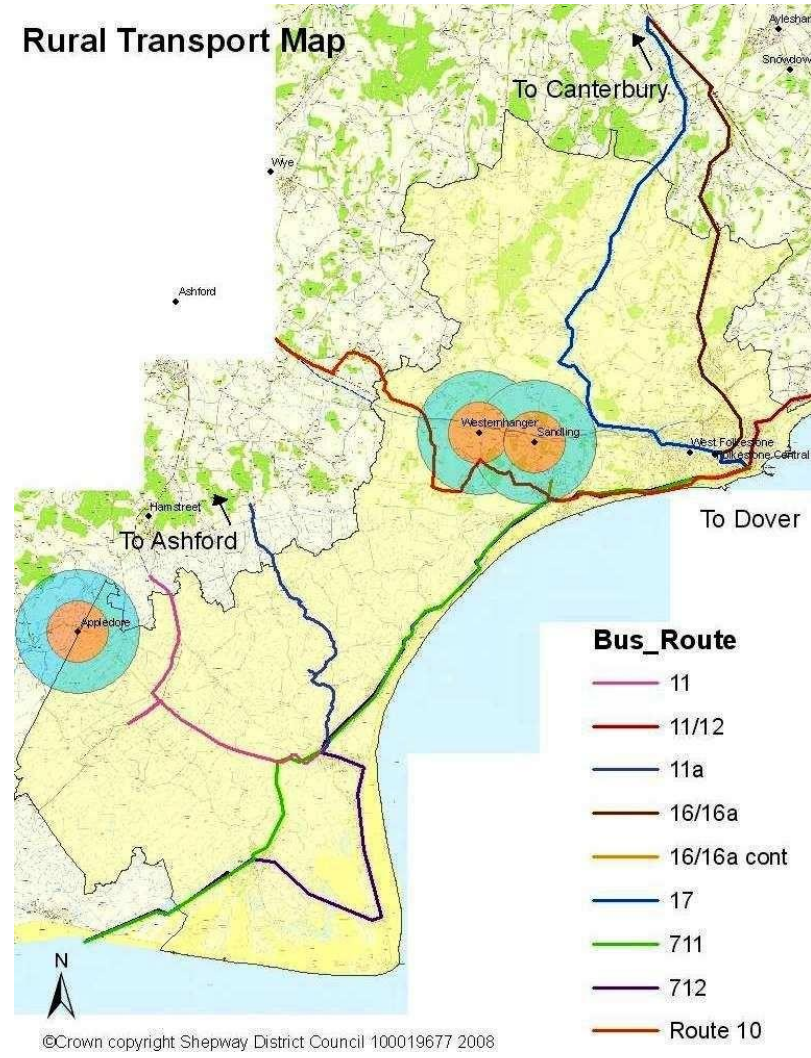 Rural Transport Map
Aylesham
Snowdow
To Canterbury
Wye
Ashford
Westernhanger
Sandling
West Folkestone
Folkestone Central
Hamstreet
To Ashford
To Dover
Appledore
Bus_Route
11
11/12
11a
16/16a
16/16a cont
17
711
712
Route 10
N
©Crown copyright Shepway District Council 100019677 2008